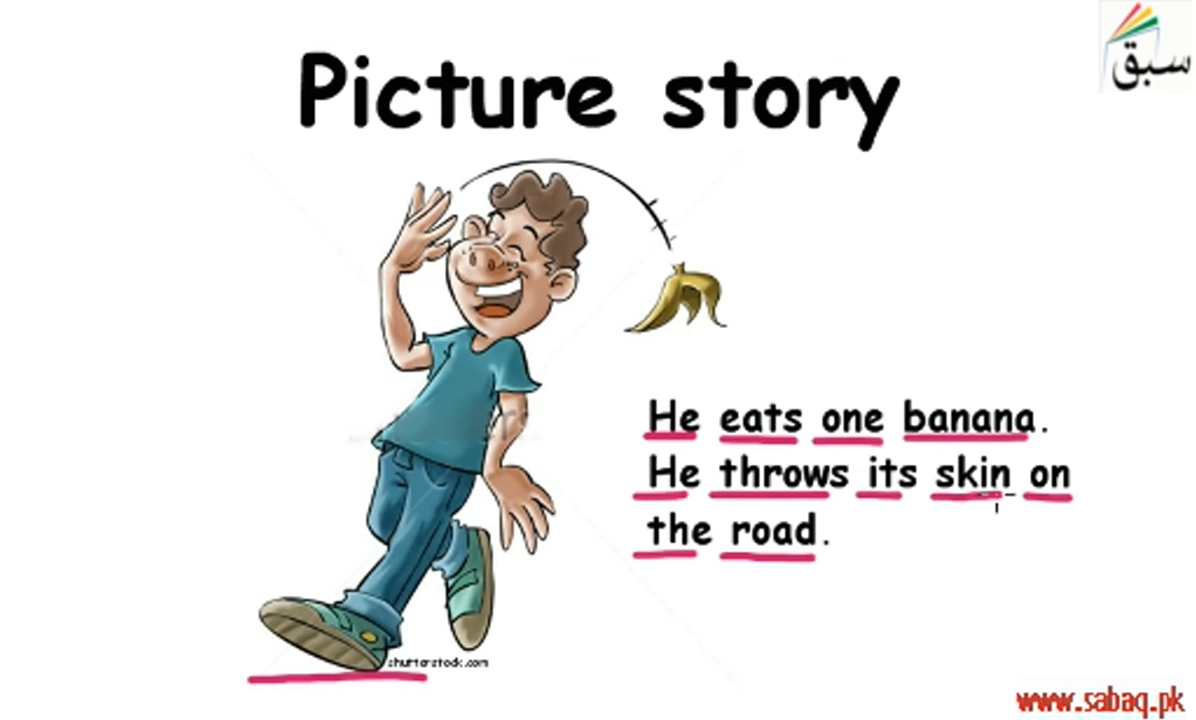 سبق
Picture story
He eats one banana.
He throws its skin on
the road.
shutterstock.com
www.sabaq.pk